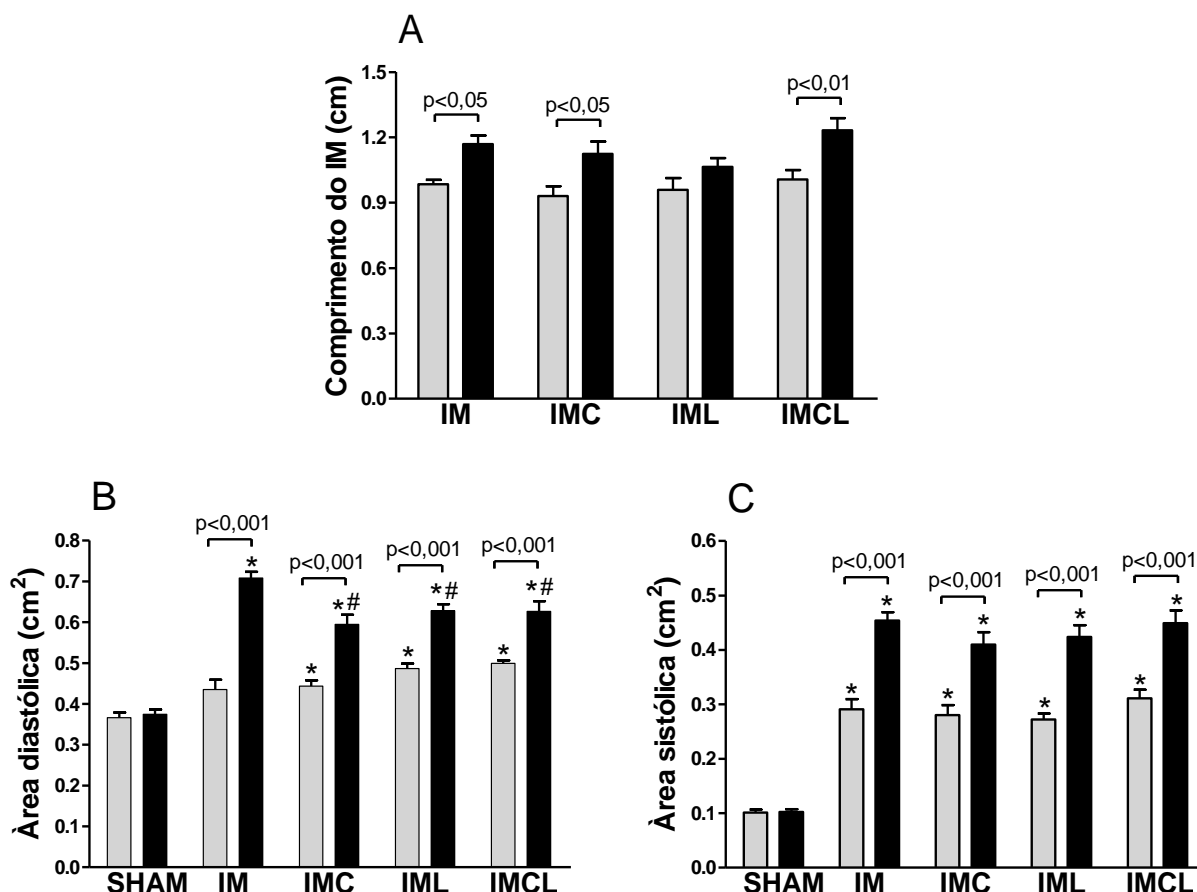 A
Comprimento do IM (cm)
1.5
1.2
0.9
0.6
0.3
0.0
p<0,05
p<0,05
p<0,01
IM IMC IML IMCL
B
Àrea diastólica (cm²)
0.8
0.7
0.6
0.5
0.4
0.3
0.2
0.1
0.0
p<0,001
p<0,001
p<0,001
p<0,001
* *# *# *#
* * *
SHAM IM IMC IML IMCL
C
Àrea sistólica (cm²)
0.6
0.5
0.4
0.3
0.2
0.1
0.0
p<0,001
p<0,001
p<0,001
p<0,001
* * * *
* * * *
SHAM IM IMC IML IMCL